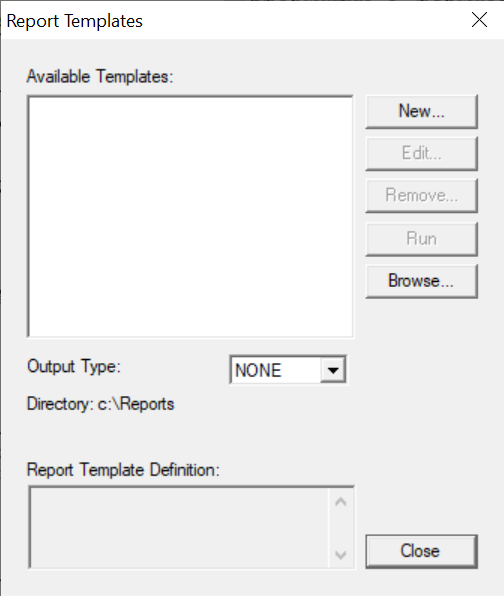 Report Templates
Available Templates:
New...
Edit...
Remove...
Run
Browse...
Output Type:
NONE
Directory: c:\Reports
Report Template Definition:
Close